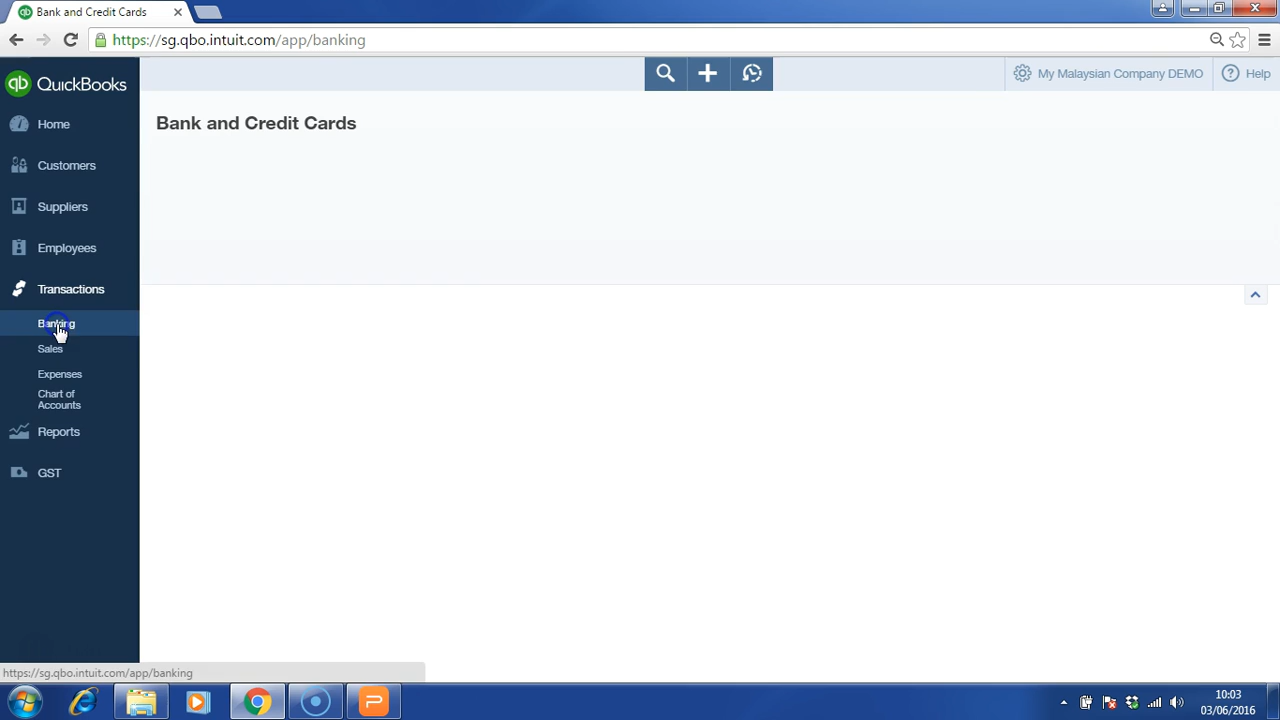 Bank and Credit Cards
https://sg.qbo.intuit.com/app/banking
qb QuickBooks
My Malaysian Company DEMO
Help
Home
Customers
Suppliers
Employees
Transactions
Banking
Sales
Expenses
Chart of
Accounts
Reports
GST
Bank and Credit Cards
https://sg.qbo.intuit.com/app/banking
10:03
03/06/2016